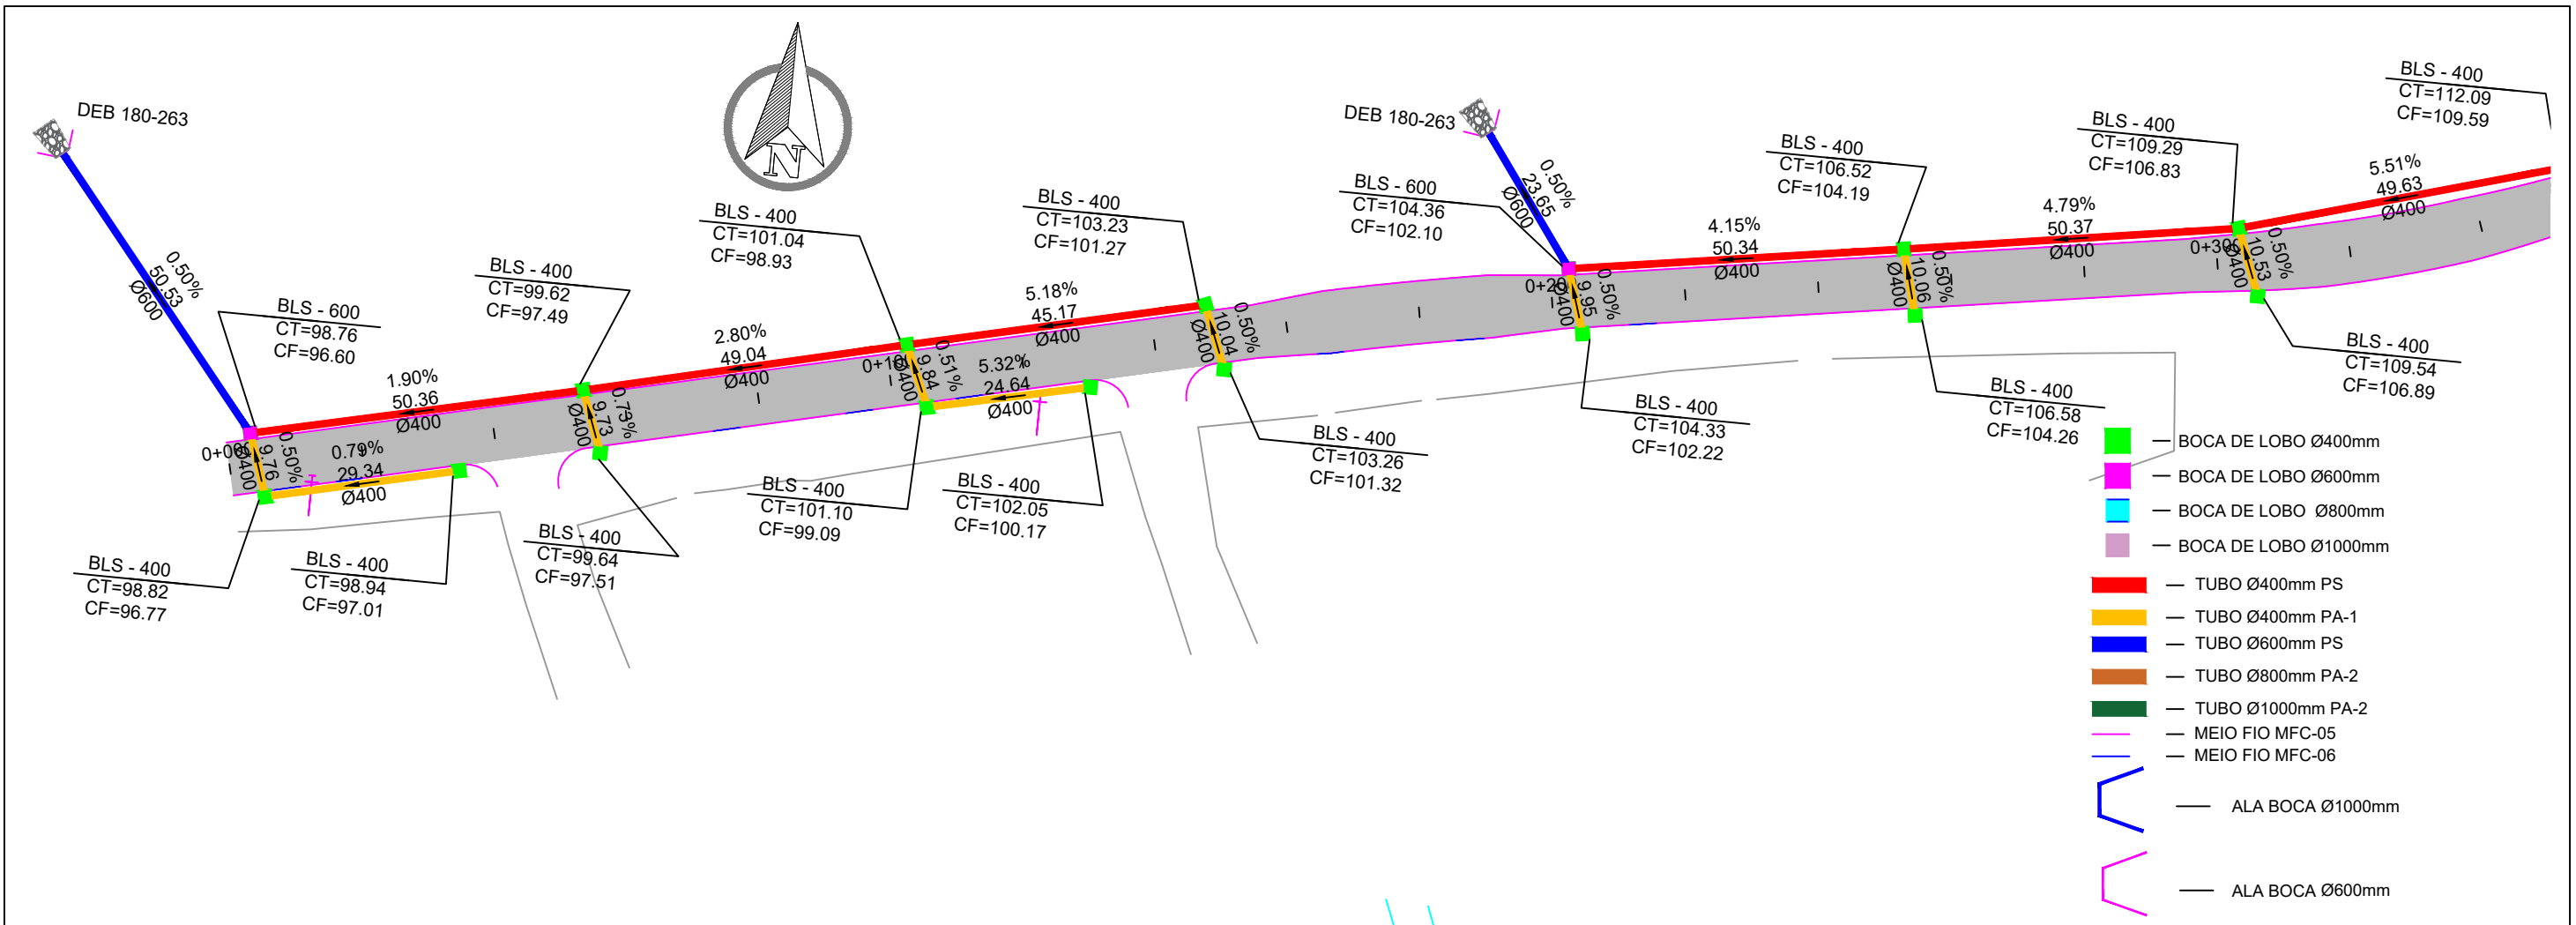 DEB 180-263
0.50%
50.53
Ø600
BLS - 600
CT=98.76
CF=96.60
BLS - 400
CT=99.62
CF=97.49
BLS - 400
CT=101.04
CF=98.93
N
BLS - 400
CT=103.23
CF=101.27
DEB 180-263
0.50%
23.65
Ø600
BLS - 600
CT=104.36
CF=102.10
BLS - 400
CT=106.52
CF=104.19
BLS - 400
CT=109.29
CF=106.83
BLS - 400
CT=112.09
CF=109.59
1.90%
50.36
Ø400
2.80%
49.04
Ø400
5.18%
45.17
Ø400
4.15%
50.34
Ø400
4.79%
50.37
Ø400
5.51%
49.63
Ø400
0.50%
9.76
Ø400
0.79%
29.34
Ø400
0.73%
9.73
Ø400
0.51%
9.84
Ø400
5.32%
24.64
Ø400
0.50%
10.04
Ø400
0.50%
9.95
Ø400
0.50%
10.06
Ø400
0.50%
10.53
Ø400
BLS - 400
CT=98.82
CF=96.77
BLS - 400
CT=98.94
CF=97.01
BLS - 400
CT=99.64
CF=97.51
BLS - 400
CT=101.10
CF=99.09
BLS - 400
CT=102.05
CF=100.17
BLS - 400
CT=103.26
CF=101.32
BLS - 400
CT=104.33
CF=102.22
BLS - 400
CT=106.58
CF=104.26
BLS - 400
CT=109.54
CF=106.89
BOCA DE LOBO Ø400mm
BOCA DE LOBO Ø600mm
BOCA DE LOBO Ø800mm
BOCA DE LOBO Ø1000mm
TUBO Ø400mm PS
TUBO Ø400mm PA-1
TUBO Ø600mm PS
TUBO Ø800mm PA-2
TUBO Ø1000mm PA-2
MEIO FIO MFC-05
MEIO FIO MFC-06
ALA BOCA Ø1000mm
ALA BOCA Ø600mm